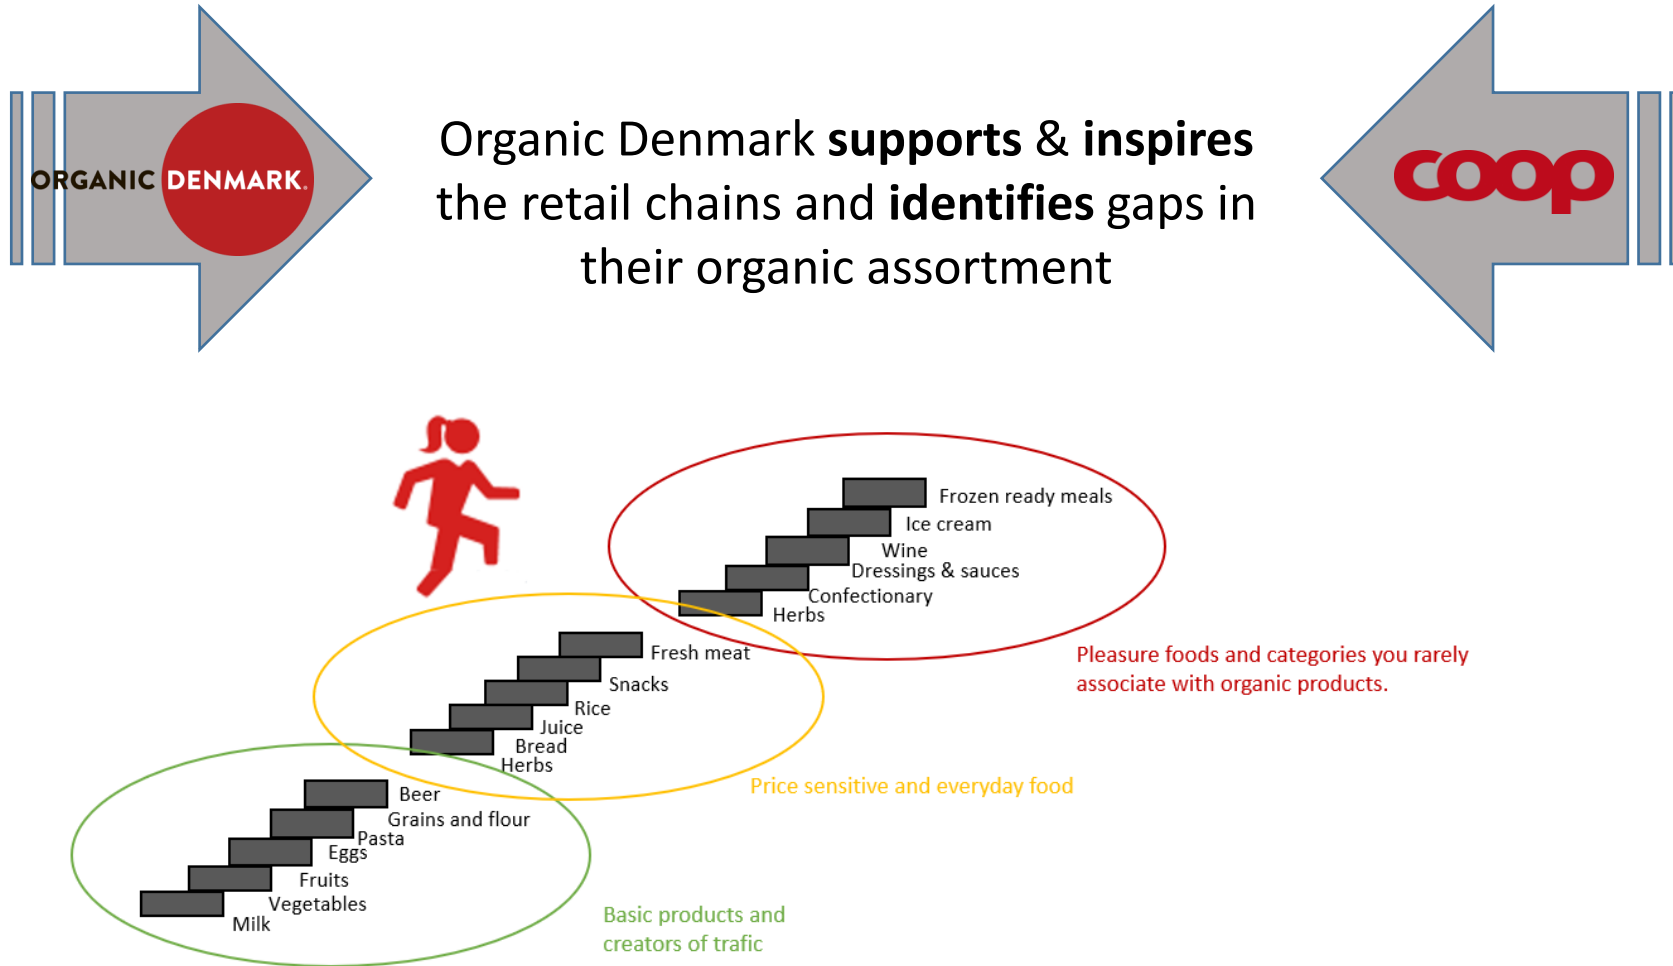 ORGANIC DENMARK.
Organic Denmark supports & inspires
the retail chains and identifies gaps in
their organic assortment
coop
Frozen ready meals
Ice cream
Wine
Dressings & sauces
Confectionary
Herbs
Pleasure foods and categories you rarely
associate with organic products.
Fresh meat
Snacks
Rice
Juice
Bread
Herbs
Price sensitive and everyday food
Beer
Grains and flour
Pasta
Eggs
Fruits
Vegetables
Milk
Basic products and
creators of trafic